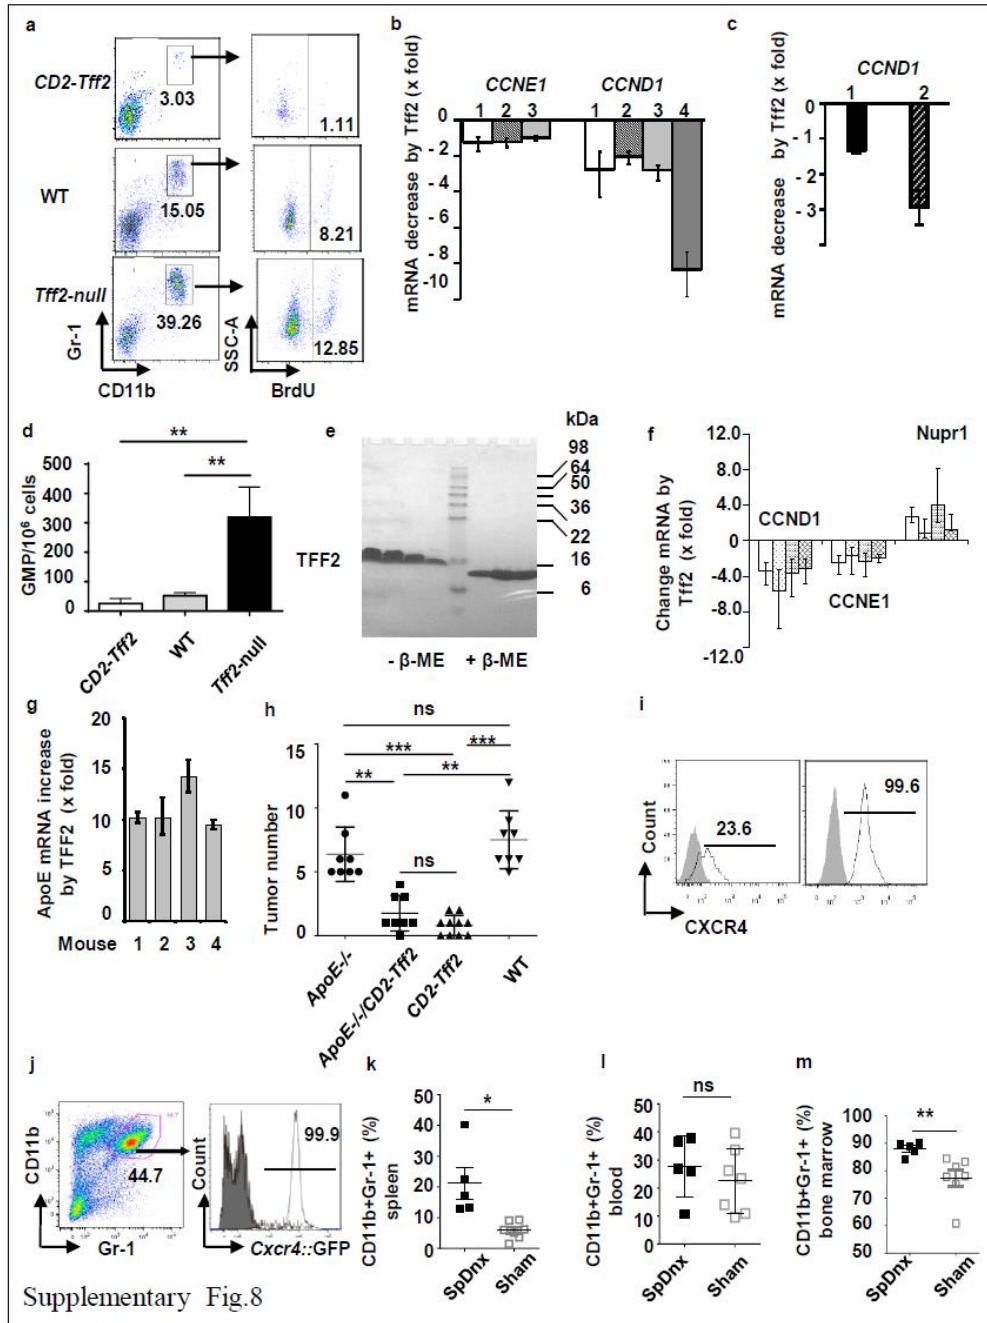 a
CD2-Tff2
3.03
1.11
WT
15.05
8.21
Tff2-null
39.26
12.85
Gr-1
CD11b
SSC-A
BrdU
b
mRNA decrease by Tff2 (x fold)
CCNE1
CCND1
1 2 3
1 2 3 4
0
- 2
- 4
- 6
- 8
-10
c
mRNA decrease by Tff2 (x fold)
CCND1
1 2
0
-1
- 2
- 3
d
GMP/10⁶ cells
**
**
500
400
300
200
100
0
CD2-Tff2
WT
Tff2-null
e
kDa
98
64
50
36
22
16
6
TFF2
- β-ME + β-ME
f
Change mRNA by
Tff2 (x fold)
12.0
8.0
4.0
0
-4.0
-8.0
-12.0
CCND1
CCNE1
Nupr1
g
ApoE mRNA increase
by TFF2 (x fold)
20
15
10
5
0
Mouse 1 2 3 4
h
Tumor number
ns
***
***
**
**
ns
15
10
5
0
ApoE-/-
ApoE-/-/CD2-Tff2
CD2-Tff2
WT
i
Count
23.6
99.6
CXCR4
j
CD11b
44.7
Gr-1
Count
99.9
Cxcr4::GFP
k
CD11b+Gr-1+ (%)
spleen
*
50
40
30
20
10
0
SpDnx
Sham
l
CD11b+Gr-1+ (%)
blood
ns
50
40
30
20
10
0
SpDnx
Sham
m
CD11b+Gr-1+ (%)
bone marrow
**
100
90
80
70
60
50
SpDnx
Sham
Supplementary Fig.8